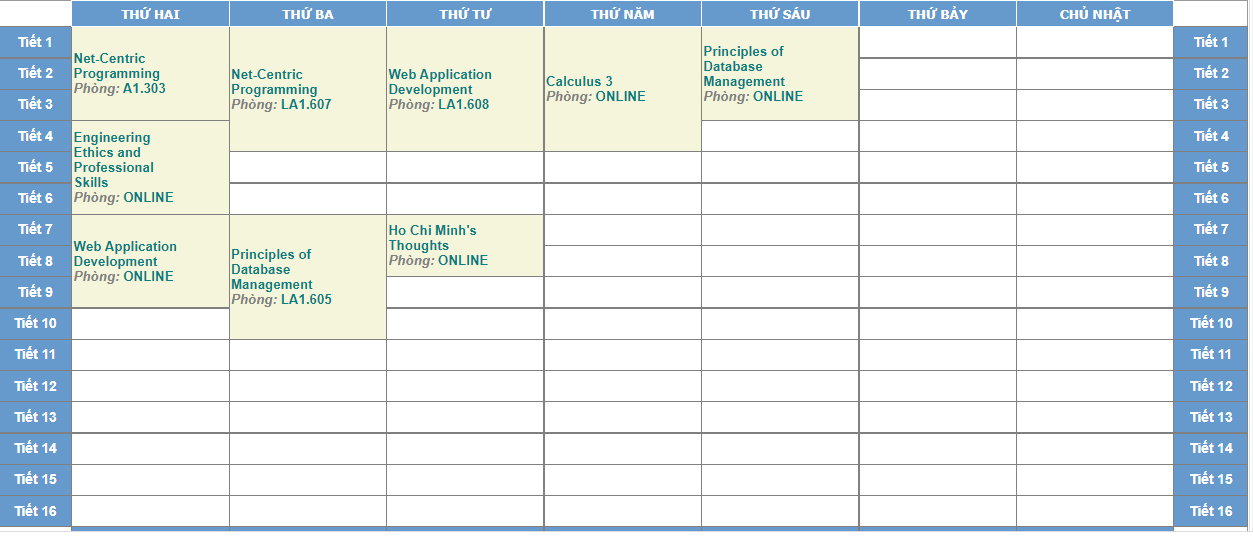 THỨ HAI THỨ BA THỨ TƯ THỨ NĂM THỨ SÁU THỨ BẢY CHỦ NHẬT
Tiết 1
Tiết 2
Tiết 3
Tiết 4
Tiết 5
Tiết 6
Tiết 7
Tiết 8
Tiết 9
Tiết 10
Tiết 11
Tiết 12
Tiết 13
Tiết 14
Tiết 15
Tiết 16
Net-Centric
Programming
Phòng: A1.303
Engineering
Ethics and
Professional
Skills
Phòng: ONLINE
Web Application
Development
Phòng: ONLINE
Net-Centric
Programming
Phòng: LA1.607
Principles of
Database
Management
Phòng: LA1.605
Web Application
Development
Phòng: LA1.608
Ho Chi Minh's
Thoughts
Phòng: ONLINE
Calculus 3
Phòng: ONLINE
Principles of
Database
Management
Phòng: ONLINE
Tiết 1
Tiết 2
Tiết 3
Tiết 4
Tiết 5
Tiết 6
Tiết 7
Tiết 8
Tiết 9
Tiết 10
Tiết 11
Tiết 12
Tiết 13
Tiết 14
Tiết 15
Tiết 16